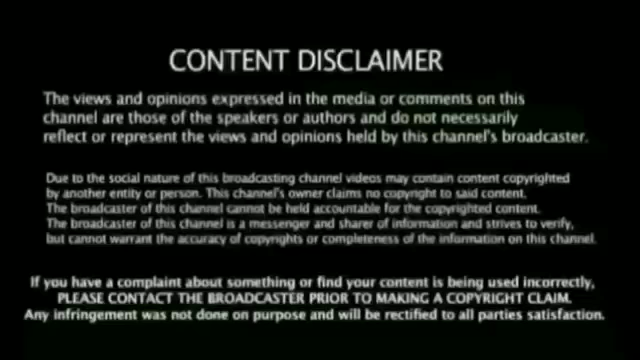 CONTENT DISCLAIMER
The views and opinions expressed in the media or comments on this
channel are those of the speakers or authors and do not necessarily
reflect or represent the views and opinions held by this channel's broadcaster.
Due to the social nature of this broadcasting channel videos may contain content copyrighted
by another entity or person. This channel's owner claims no copyright to said content.
The broadcaster of this channel cannot be held accountable for the copyrighted content.
The broadcaster of this channel is a messenger and sharer of information and strives to verify,
but cannot warrant the accuracy of copyrights or completeness of the information on this channel.
If you have a complaint about something or find your content is being used incorrectly,
PLEASE CONTACT THE BROADCASTER PRIOR TO MAKING A COPYRIGHT CLAIM.
Any infringement was not done on purpose and will be rectified to all parties satisfaction.